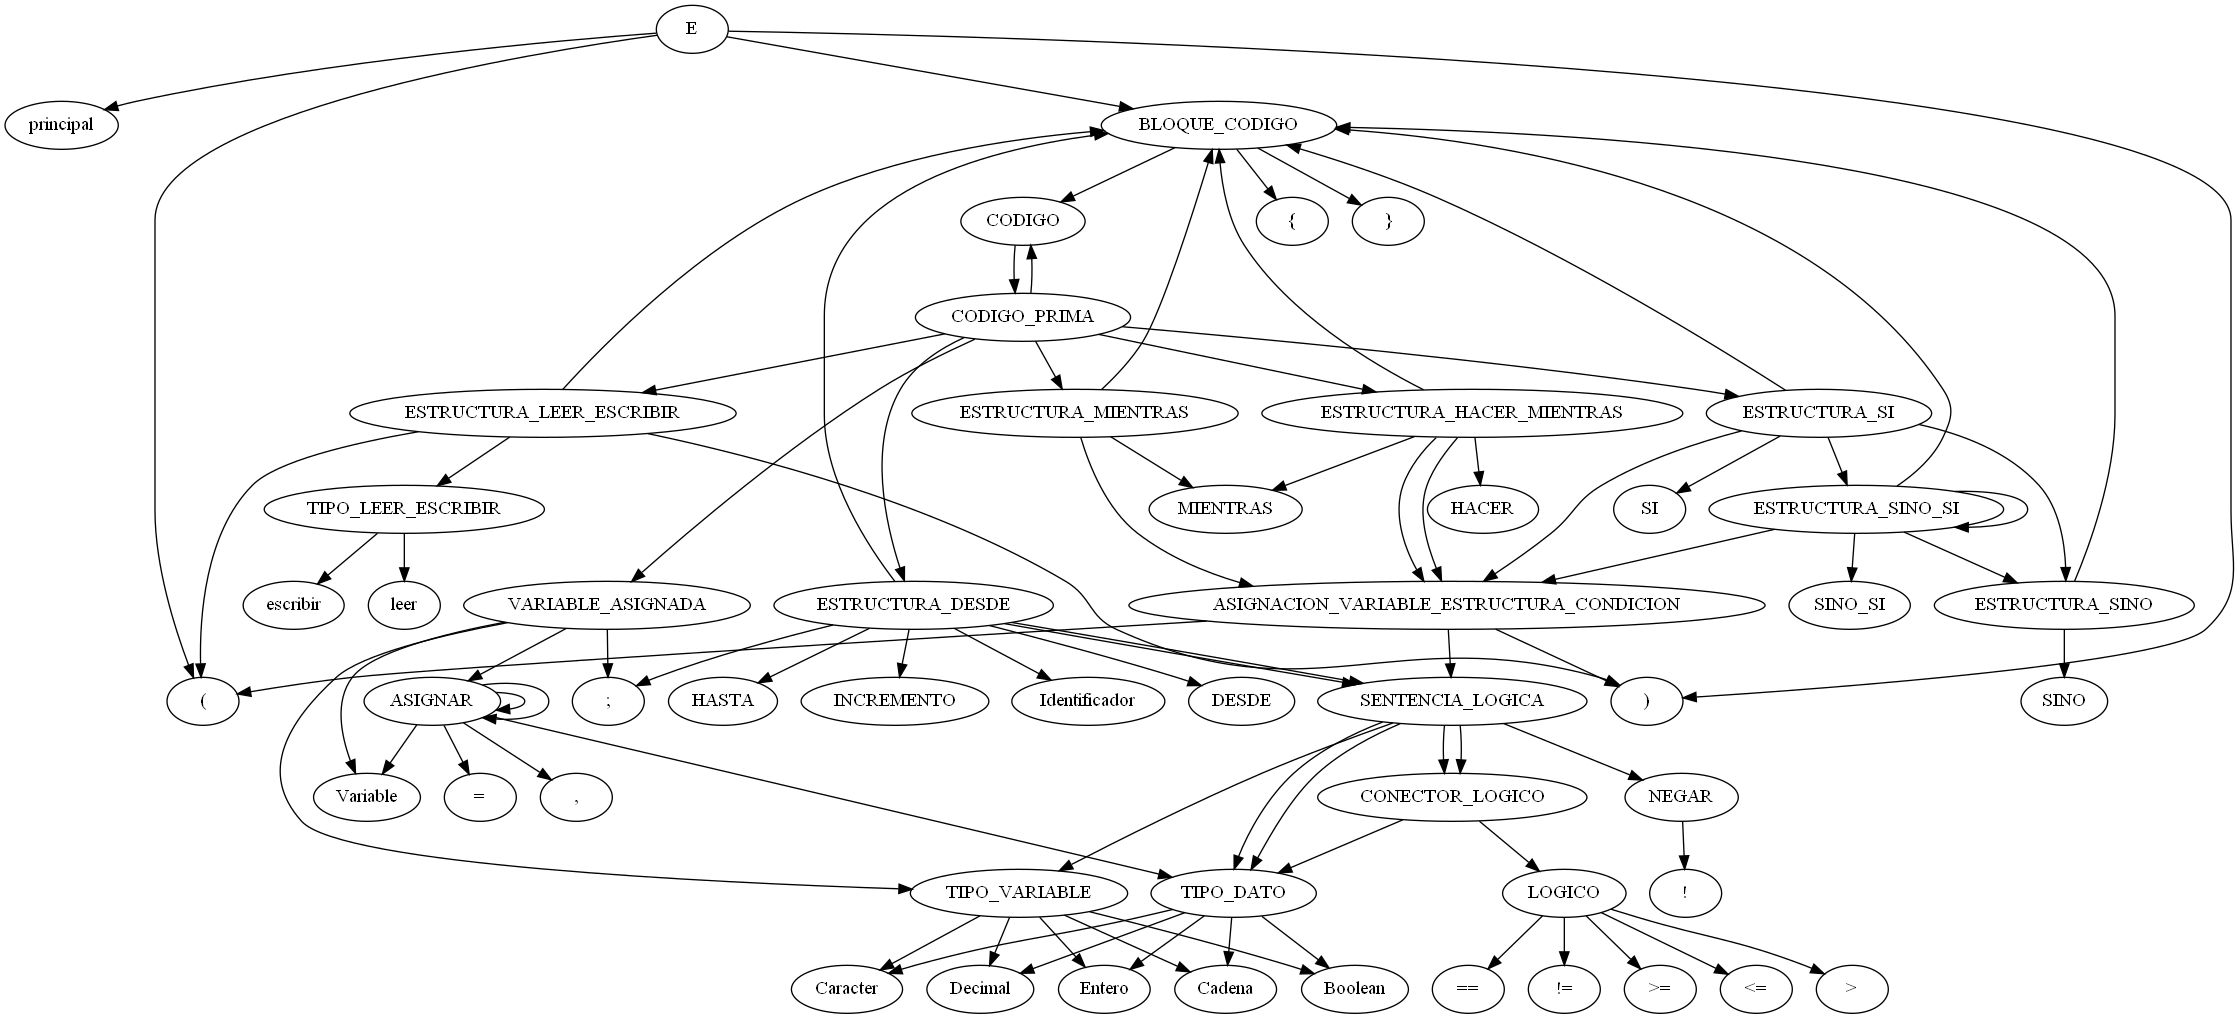 E
principal
BLOQUE_CODIGO
CODIGO
{
}
CODIGO_PRIMA
ESTRUCTURA_LEER_ESCRIBIR
ESTRUCTURA_MIENTRAS
ESTRUCTURA_HACER_MIENTRAS
ESTRUCTURA_SI
TIPO_LEER_ESCRIBIR
MIENTRAS
HACER
SI
ESTRUCTURA_SINO_SI
escribir
leer
VARIABLE_ASIGNADA
ESTRUCTURA_DESDE
ASIGNACION_VARIABLE_ESTRUCTURA_CONDICION
SINO_SI
ESTRUCTURA_SINO
(
ASIGNAR
;
HASTA
INCREMENTO
Identificador
DESDE
SENTENCIA_LOGICA
)
SINO
Variable
=
,
CONECTOR_LOGICO
NEGAR
TIPO_VARIABLE
TIPO_DATO
LOGICO
!
Caracter
Decimal
Entero
Cadena
Boolean
==
!=
>=
<=
>